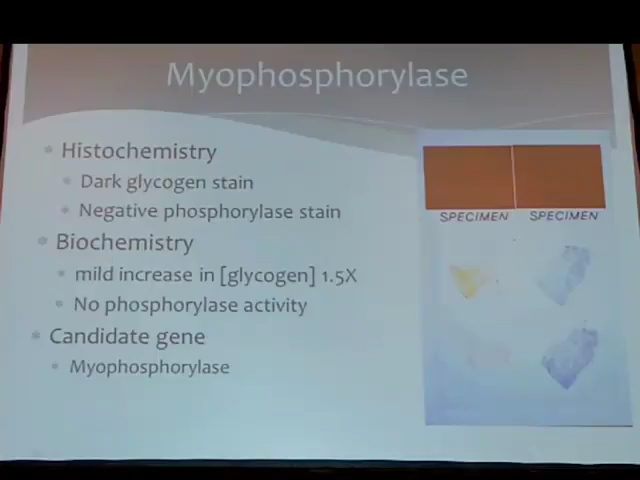 Myophosphorylase
Histochemistry
Dark glycogen stain
Negative phosphorylase stain
Biochemistry
mild increase in [glycogen] 1.5X
No phosphorylase activity
Candidate gene
Myophosphorylase
SPECIMEN SPECIMEN